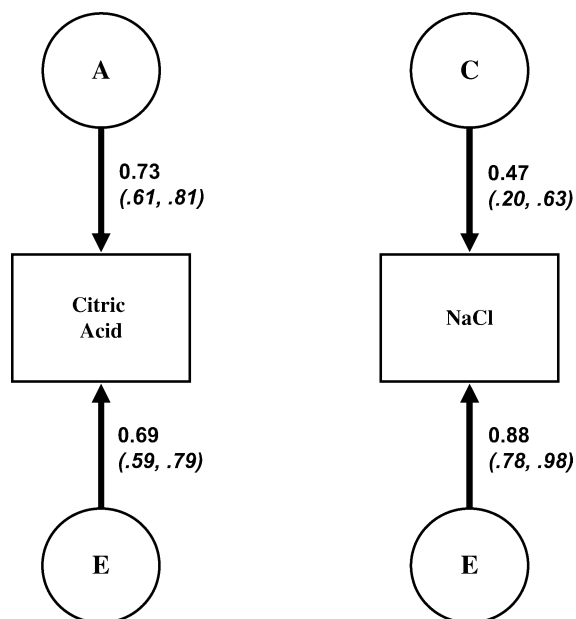 A
C
0.73
(.61, .81)
0.47
(.20, .63)
Citric
Acid
NaCl
0.69
(.59, .79)
0.88
(.78, .98)
E
E